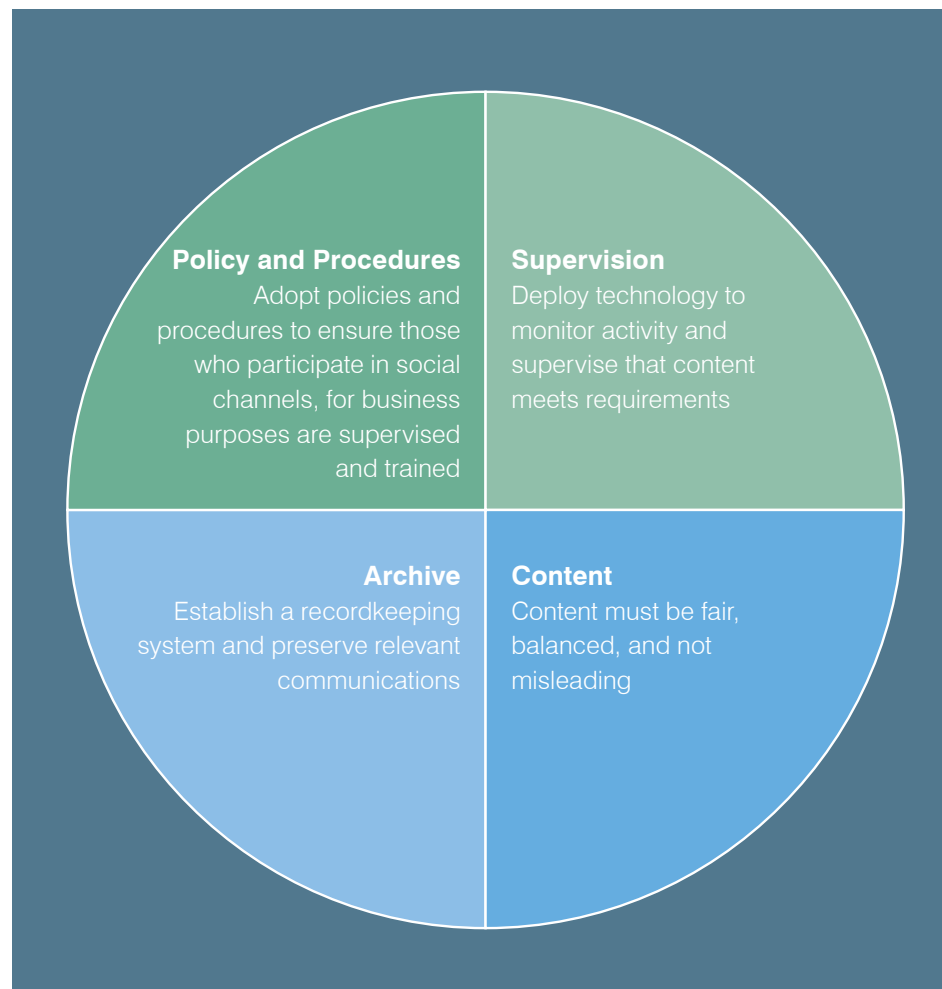 Policy and Procedures
Adopt policies and
procedures to ensure those
who participate in social
channels, for business
purposes are supervised
and trained
Supervision
Deploy technology to
monitor activity and
supervise that content
meets requirements
Archive
Establish a recordkeeping
system and preserve relevant
communications
Content
Content must be fair,
balanced, and not
misleading